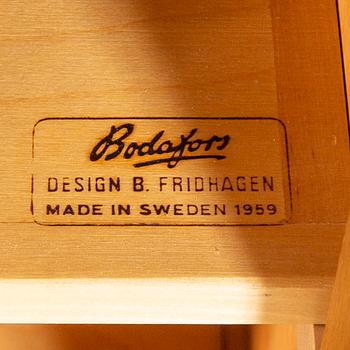 Bodafors
DESIGN B. FRIDHAGEN
MADE IN SWEDEN 1959